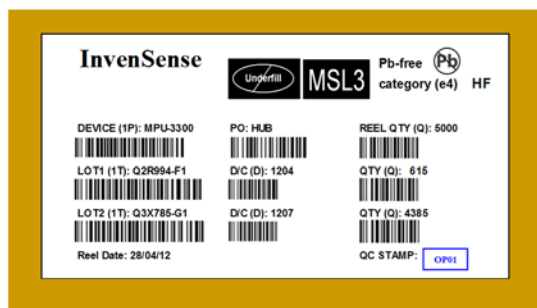 InvenSense
Underfill
MSL3
Pb-free
category (e4)
Pb
HF
DEVICE (1P): MPU-3300
PO: HUB
REEL QTY (Q): 5000
LOT1 (1T): Q2R994-F1
D/C (D): 1204
QTY (Q): 615
LOT2 (1T): Q3X785-G1
D/C (D): 1207
QTY (Q): 4385
Reel Date: 28/04/12
QC STAMP:
OP01